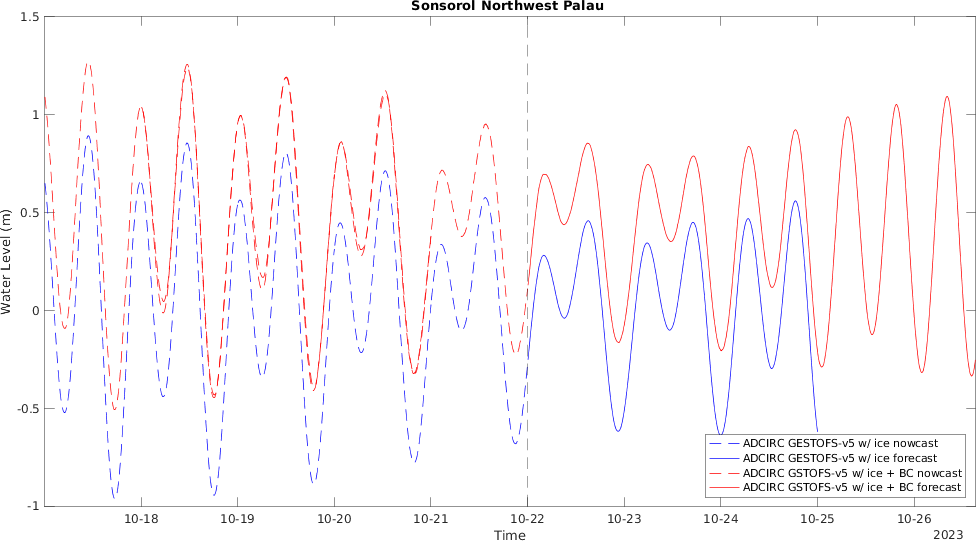 Sonsorol Northwest Palau
1.5
1
0.5
0
-0.5
-1
Water Level (m)
10-18 10-19 10-20 10-21 10-22 10-23 10-24 10-25 10-26
Time
2023
ADCIRC GESTOFS-v5 w/ ice nowcast
ADCIRC GESTOFS-v5 w/ ice forecast
ADCIRC GSTOFS-v5 w/ ice + BC nowcast
ADCIRC GSTOFS-v5 w/ ice + BC forecast